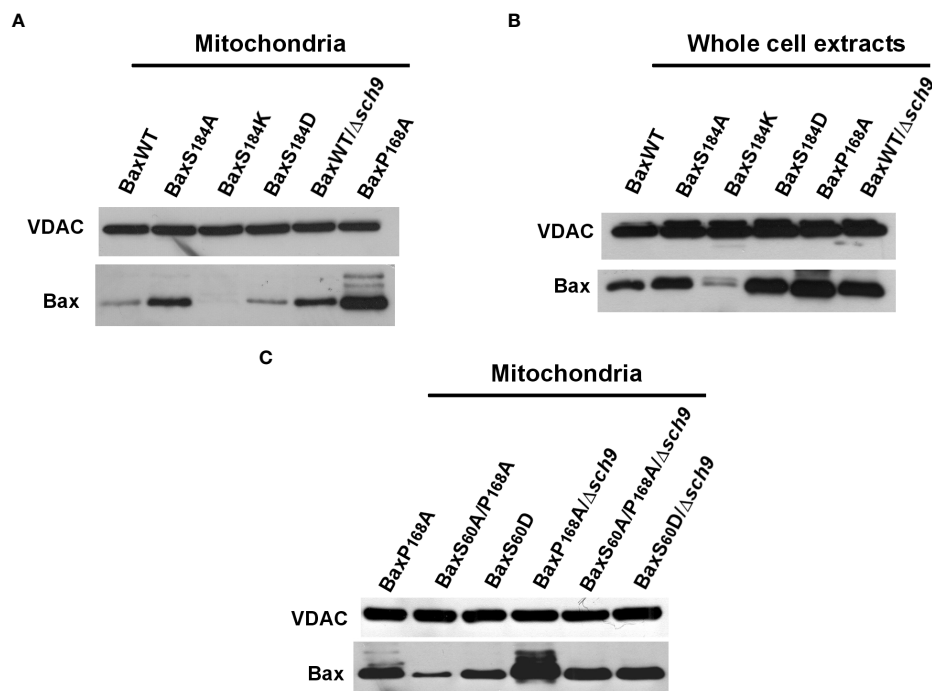 A
Mitochondria
BaxWT
BaxS184A
BaxS184K
BaxS184D
BaxWT/Δsch9
BaxP168A
VDAC
Bax
B
Whole cell extracts
BaxWT
BaxS184A
BaxS184K
BaxS184D
BaxP168A
BaxWT/Δsch9
VDAC
Bax
C
Mitochondria
BaxP168A
BaxS60A/P168A
BaxS60D
BaxP168A/Δsch9
BaxS60A/P168A/Δsch9
BaxS60D/Δsch9
VDAC
Bax